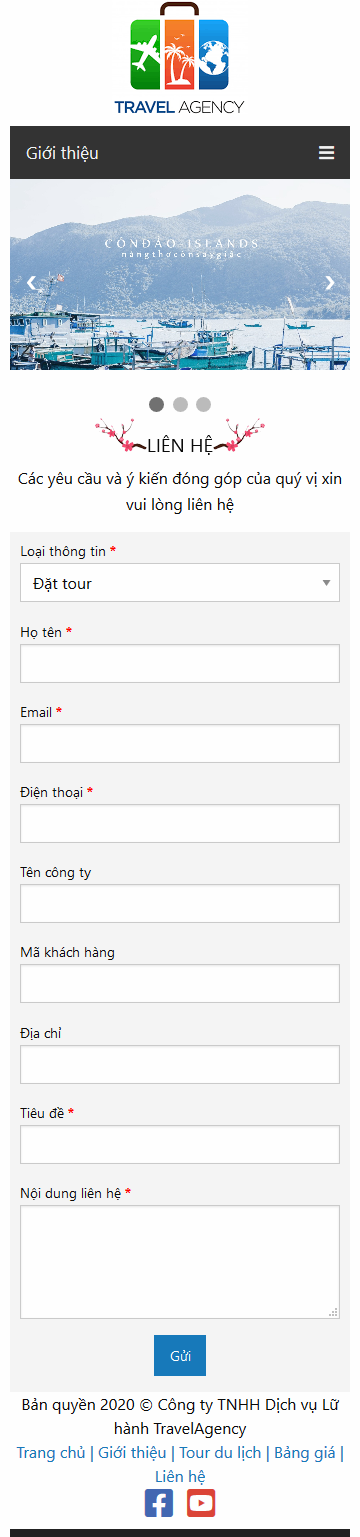 TRAVEL AGENCY
Giới thiệu
CÔNĐẢO-ISLANDS
nàngthơcònsaygiấc
LIÊN HỆ
Các yêu cầu và ý kiến đóng góp của quý vị xin
vui lòng liên hệ
Loại thông tin *
Đặt tour
Họ tên *
Email *
Điện thoại *
Tên công ty
Mã khách hàng
Địa chỉ
Tiêu đề *
Nội dung liên hệ *
Gửi
Bản quyền 2020 © Công ty TNHH Dịch vụ Lữ
hành TravelAgency
Trang chủ | Giới thiệu | Tour du lịch | Bảng giá |
Liên hệ